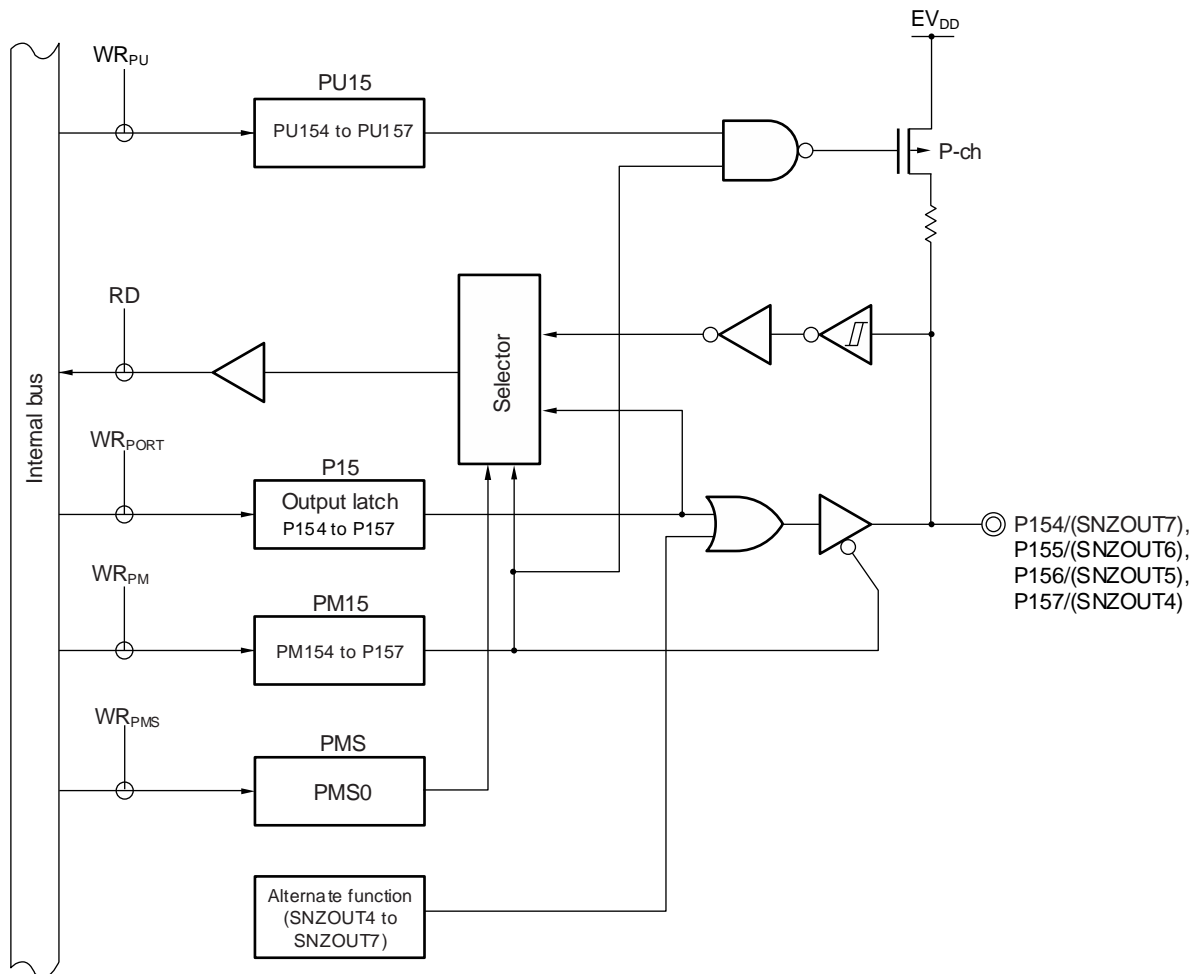 EVDD
WRPU
PU15
PU154 to PU157
P-ch
RD
Selector
Internal bus
WRPORT
P15
Output latch
P154 to P157
P154/(SNZOUT7),
P155/(SNZOUT6),
P156/(SNZOUT5),
P157/(SNZOUT4)
WRPM
PM15
PM154 to P157
WRPMS
PMS
PMS0
Alternate function
(SNZOUT4 to
SNZOUT7)